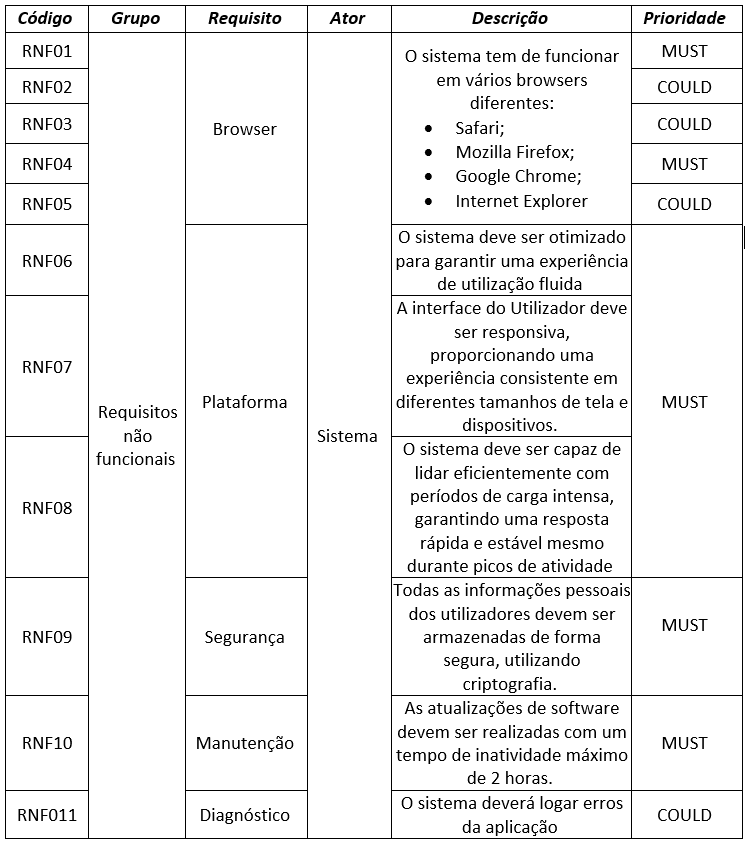 Código Grupo Requisito Ator Descrição Prioridade
RNF01
RNF02
RNF03
RNF04
RNF05
Browser
O sistema tem de funcionar
em vários browsers
diferentes:
• Safari;
• Mozilla Firefox;
• Google Chrome;
• Internet Explorer
MUST
COULD
COULD
MUST
COULD
RNF06
O sistema deve ser otimizado
para garantir uma experiência
de utilização fluida
RNF07
A interface do Utilizador deve
ser responsiva,
proporcionando uma
experiência consistente em
diferentes tamanhos de tela e
dispositivos.
Requisitos
não
funcionais
Plataforma
Sistema
MUST
RNF08
O sistema deve ser capaz de
lidar eficientemente com
períodos de carga intensa,
garantindo uma resposta
rápida e estável mesmo
durante picos de atividade
RNF09
Segurança
Todas as informações pessoais
dos utilizadores devem ser
armazenadas de forma
segura, utilizando
criptografia.
MUST
RNF10
Manutenção
As atualizações de software
devem ser realizadas com um
tempo de inatividade máximo
de 2 horas.
MUST
RNF011
Diagnóstico
O sistema deverá logar erros
da aplicação
COULD